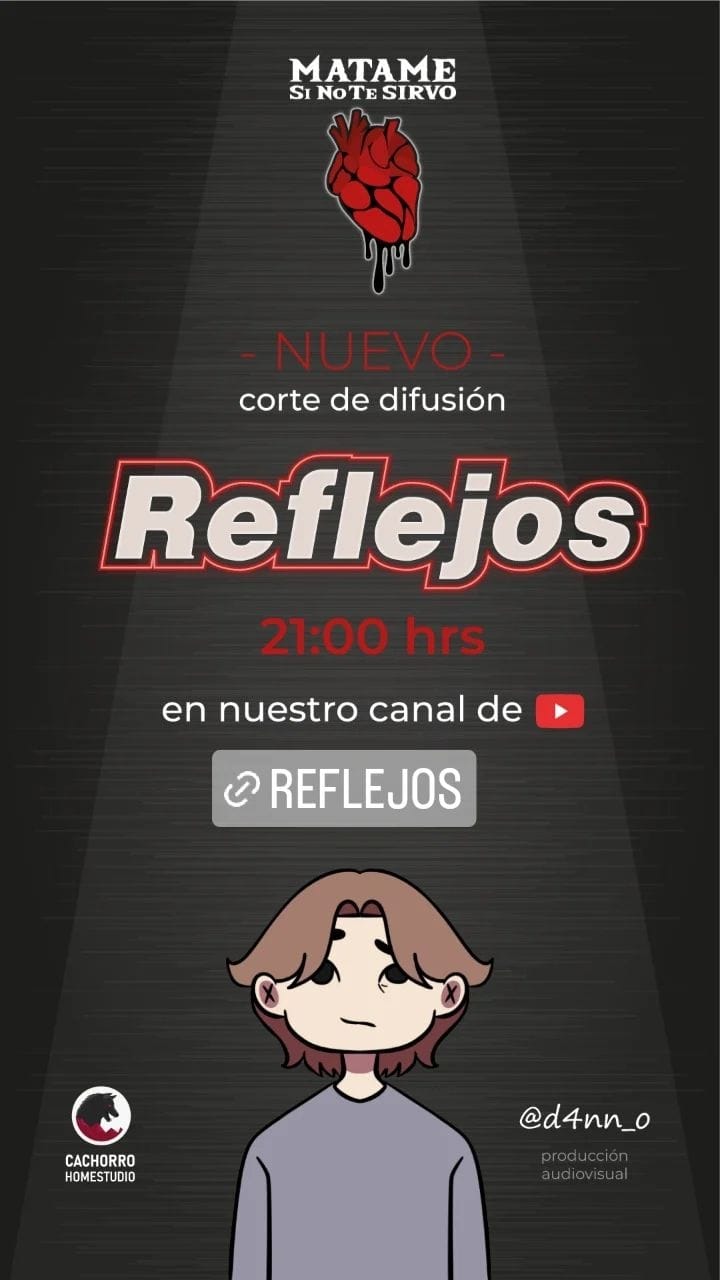 MATAME
SI NO TE SIRVO
- NUEVO -
corte de difusión
Reflejos
21:00 hrs
en nuestro canal de
REFLEJOS
CACHORRO
HOMESTUDIO
@d4nn_o
producción
audiovisual